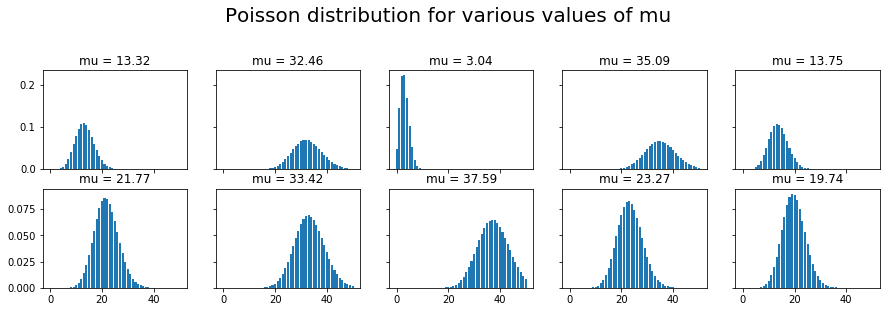 Poisson distribution for various values of mu
mu = 13.32 mu = 32.46 mu = 3.04 mu = 35.09 mu = 13.75
0.2
0.1
0.0
mu = 21.77 mu = 33.42 mu = 37.59 mu = 23.27 mu = 19.74
0.075
0.050
0.025
0.000
0 20 40 0 20 40 0 20 40 0 20 40 0 20 40